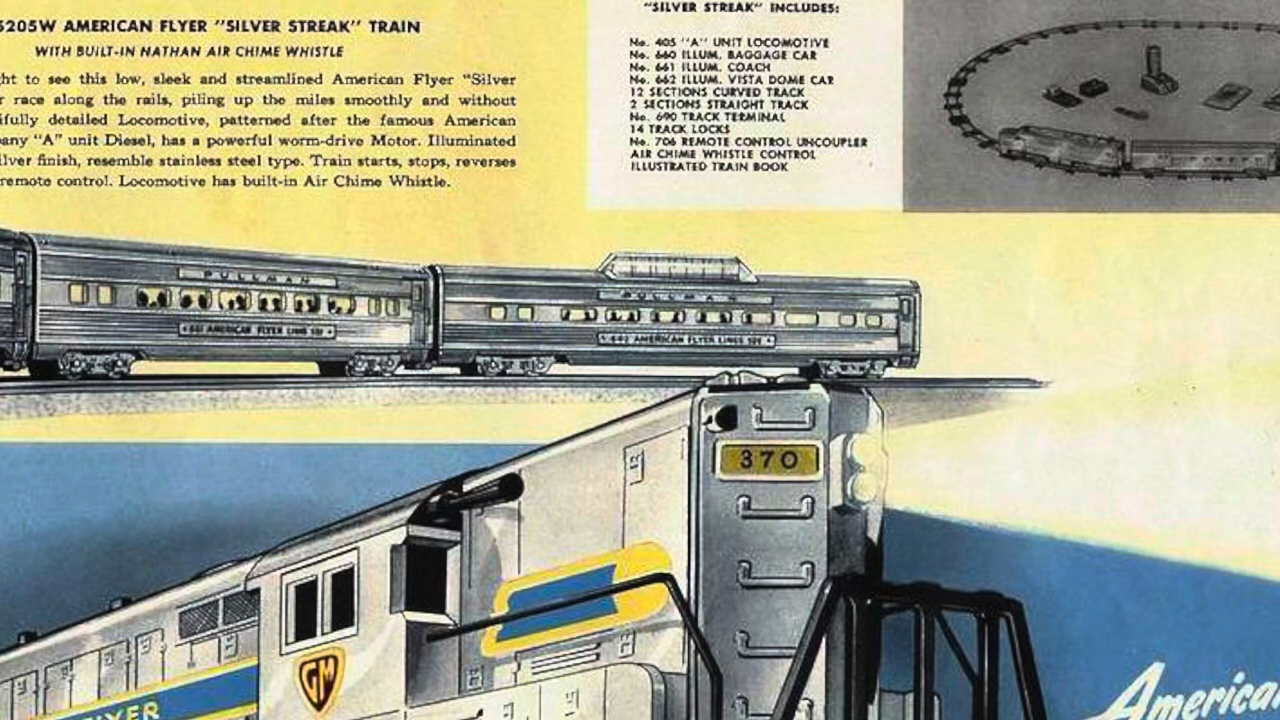 5205W AMERICAN FLYER "SILVER STREAK" TRAIN
WITH BUILT-IN NATHAN AIR CHIME WHISTLE
ght to see this low, sleek and streamlined American Flyer "Silver
r race along the rails, piling up the miles smoothly and without
ifully detailed Locomotive, patterned after the famous American
any "A" unit Diesel, has a powerful worm-drive Motor. Illuminated
ilver finish, resemble stainless steel type. Train starts, stops, reverses
remote control. Locomotive has built-in Air Chime Whistle.
"SILVER STREAK" INCLUDES:
No. 405 "A" UNIT LOCOMOTIVE
No. 660 ILLUM. BAGGAGE CAR
No. 661 ILLUM. COACH
No. 662 ILLUM. VISTA DOME CAR
12 SECTIONS CURVED TRACK
2 SECTIONS STRAIGHT TRACK
No. 690 TRACK TERMINAL
14 TRACK LOCKS
No. 706 REMOTE CONTROL UNCOUPLER
AIR CHIME WHISTLE CONTROL
ILLUSTRATED TRAIN BOOK
PULLMAN
PULLMAN
661 AMERICAN FLYER LINES 661
662 AMERICAN FLYER LINES 662
370
GM
LYER
American